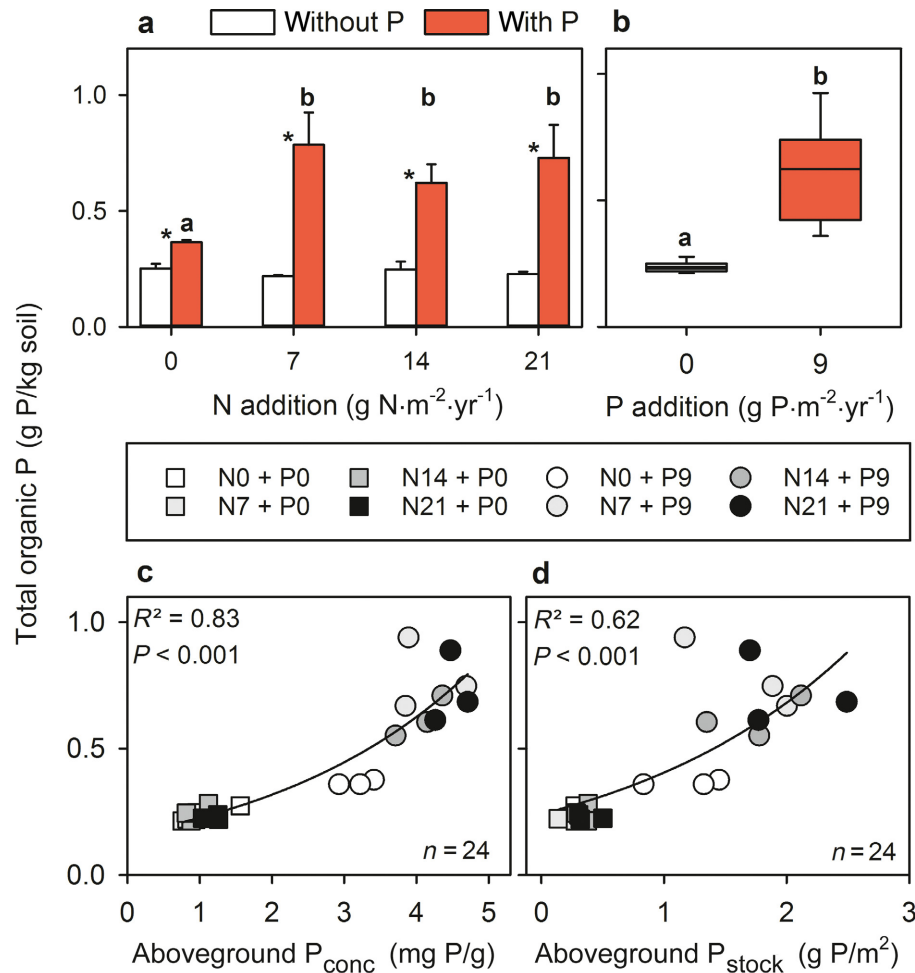 a Without P With P b
Total organic P (g P/kg soil)
1.0
0.5
0.0
* a
* b
* b
* b
0 7 14 21
N addition (g N·m⁻²·yr⁻¹)
a b
0 9
P addition (g P·m⁻²·yr⁻¹)
N0 + P0 N14 + P0 N0 + P9 N14 + P9
N7 + P0 N21 + P0 N7 + P9 N21 + P9
c
R² = 0.83
P < 0.001
n = 24
1.0
0.5
0.0
0 1 2 3 4 5
Aboveground Pconc (mg P/g)
d
R² = 0.62
P < 0.001
n = 24
0 1 2 3
Aboveground Pstock (g P/m²)